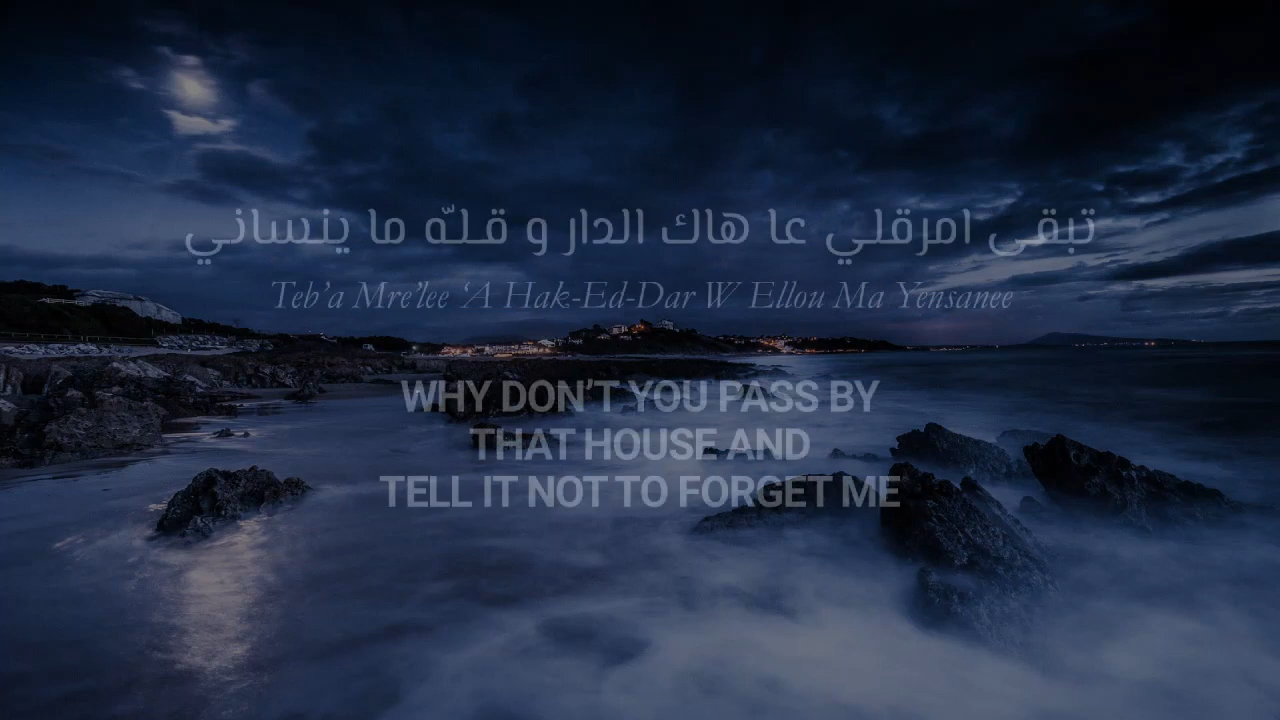 تبقى امرقلي عا هاك الدار و قلّه ما ينساني
Teb’a Mre’lee ‘A Hak-Ed-Dar W Ellou Ma Yensanee
WHY DON’T YOU PASS BY
THAT HOUSE AND
TELL IT NOT TO FORGET ME